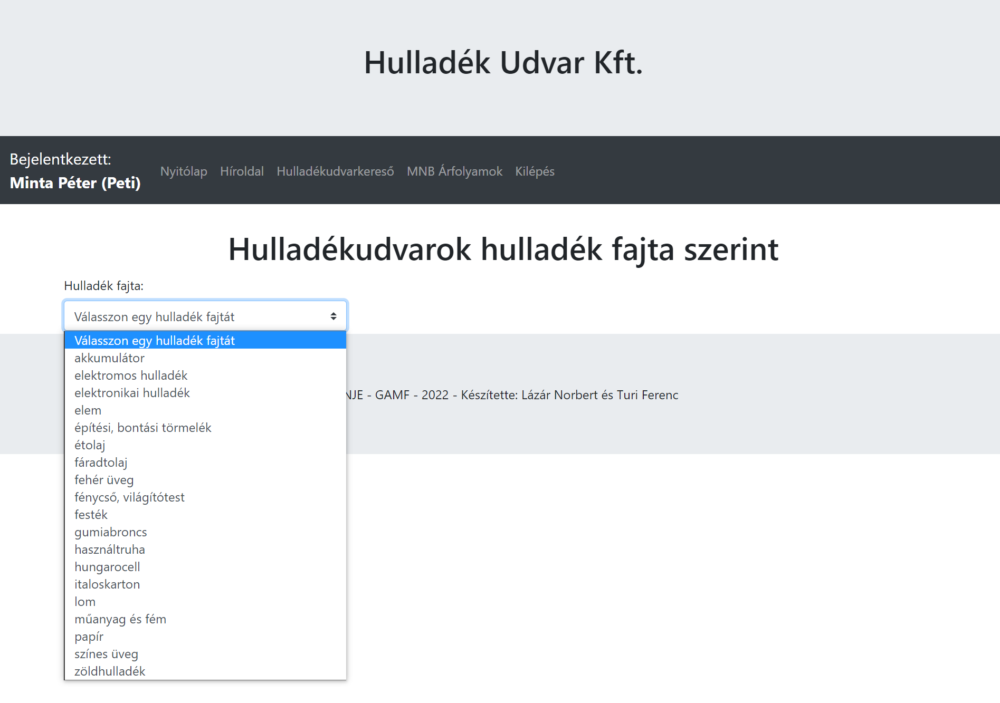 Hulladék Udvar Kft.
Bejelentkezett:
Minta Péter (Peti)
Nyitólap Híroldal Hulladékudvarkereső MNB Árfolyamok Kilépés
Hulladékudvarok hulladék fajta szerint
Hulladék fajta:
Válasszon egy hulladék fajtát
Válasszon egy hulladék fajtát
akkumulátor
elektromos hulladék
elektronikai hulladék
elem
építési, bontási törmelék
étolaj
fáradtolaj
fehér üveg
fénycső, világítótest
festék
gumiabroncs
használtruha
hungarocell
italoskarton
lom
műanyag és fém
papír
színes üveg
zöldhulladék
NJE - GAMF - 2022 - Készítette: Lázár Norbert és Turi Ferenc